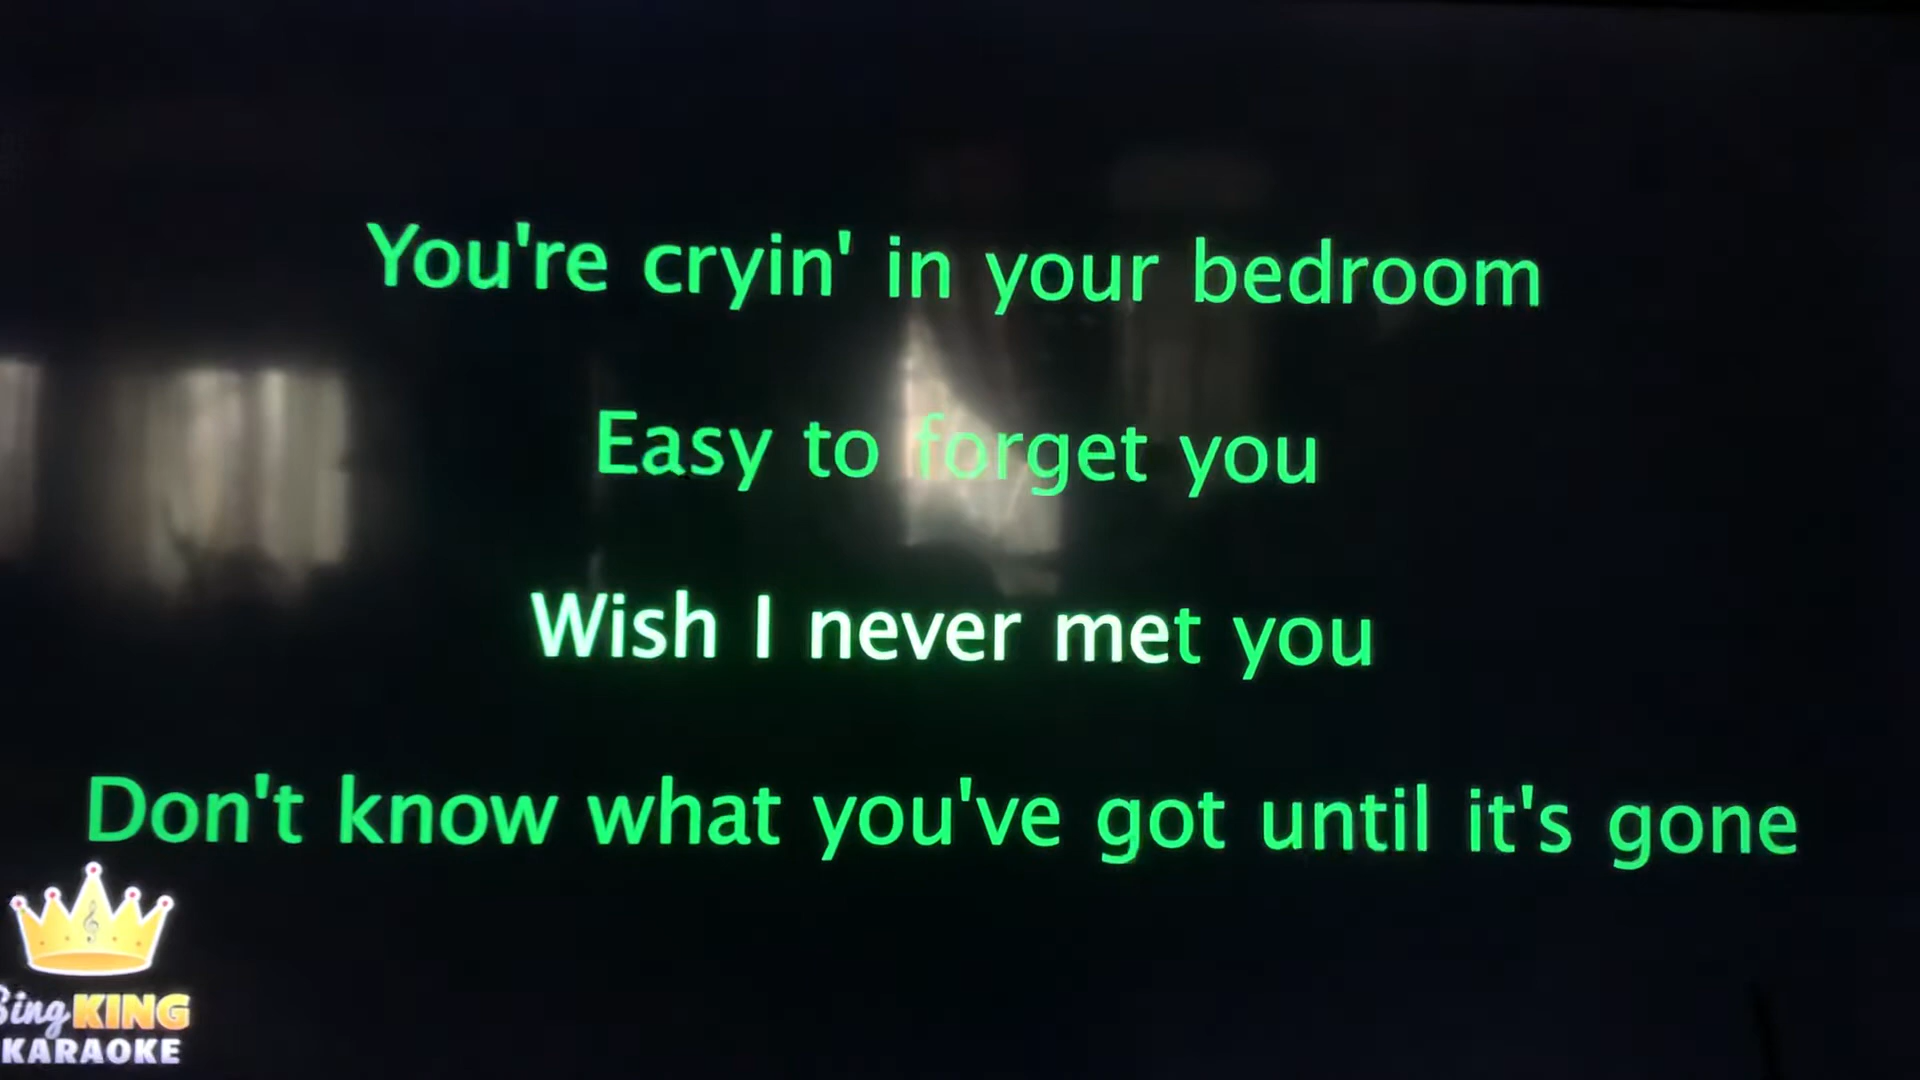 You're cryin' in your bedroom
Easy to forget you
Wish I never met you
Don't know what you've got until it's gone
Sing KING
KARAOKE